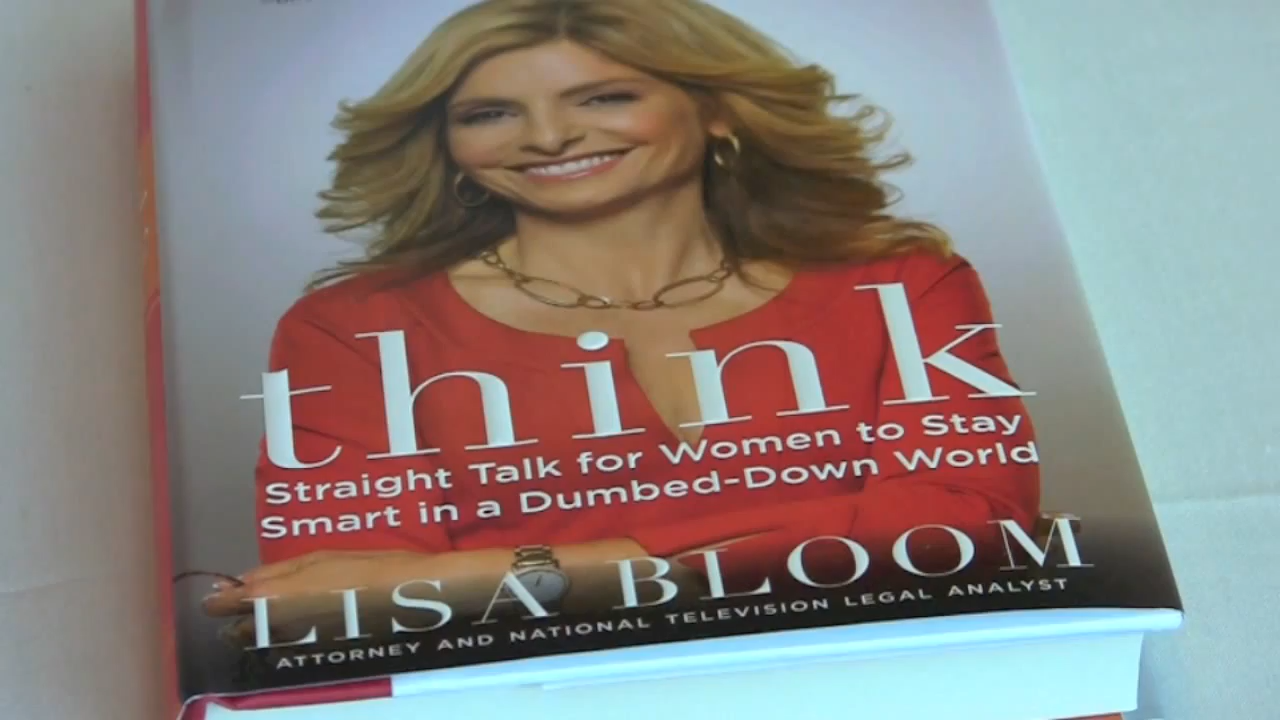 think
Straight Talk for Women to Stay
Smart in a Dumbed-Down World
LISA BLOOM
ATTORNEY AND NATIONAL TELEVISION LEGAL ANALYST